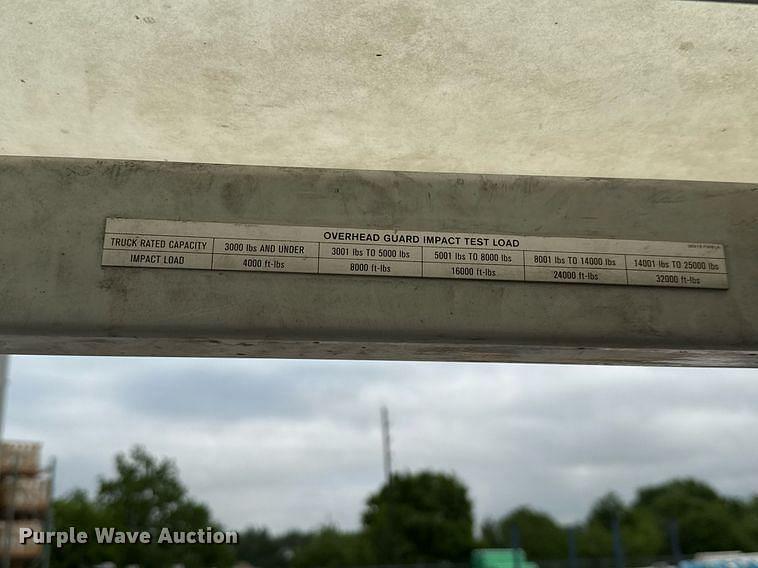 OVERHEAD GUARD IMPACT TEST LOAD
TRUCK RATED CAPACITY 3000 lbs AND UNDER 3001 lbs TO 5000 lbs 5001 lbs TO 8000 lbs 8001 lbs TO 14000 lbs 14001 lbs TO 25000 lbs
IMPACT LOAD 4000 ft-lbs 8000 ft-lbs 16000 ft-lbs 24000 ft-lbs 32000 ft-lbs
Purple Wave Auction